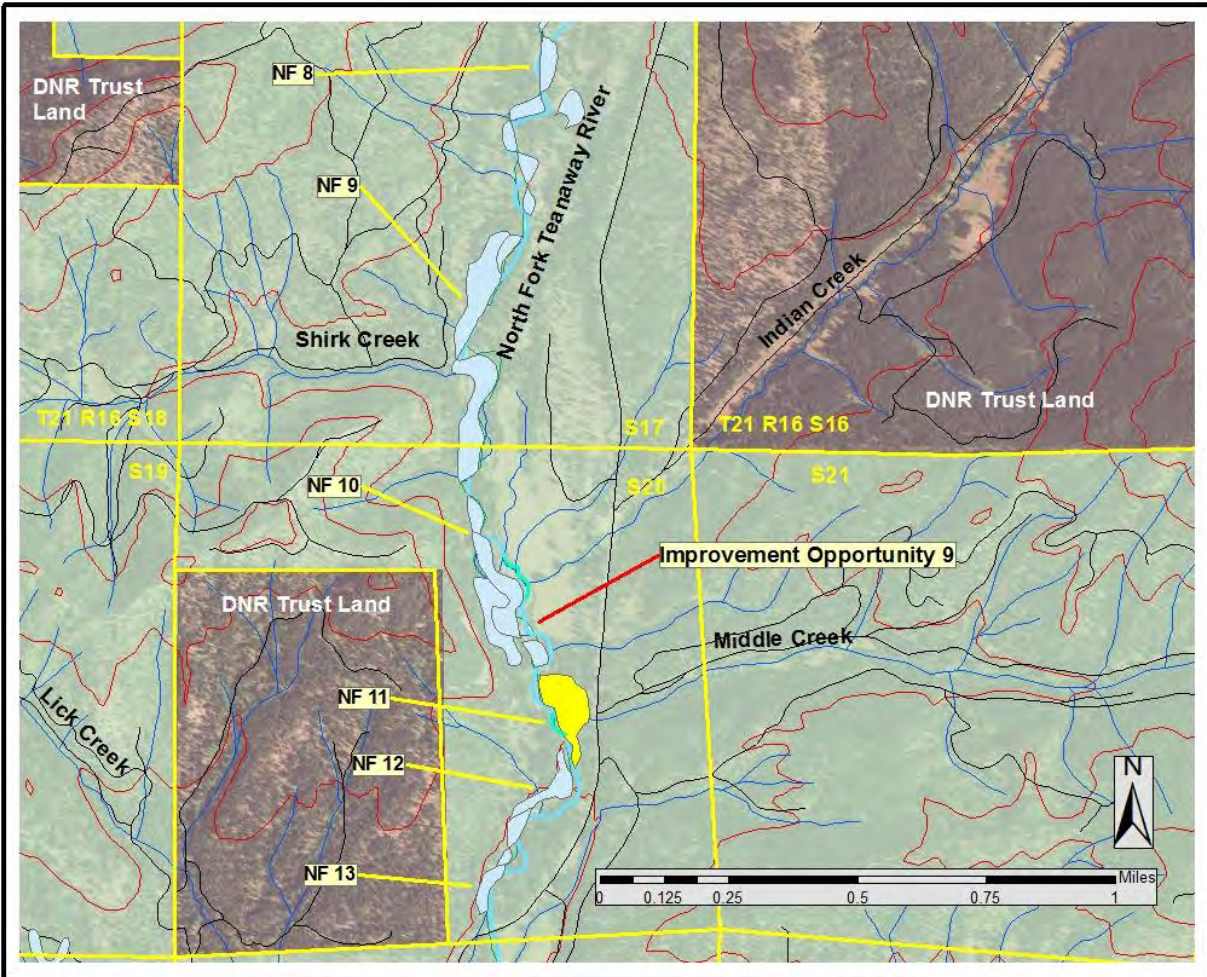 NF 8
DNR Trust
Land
North Fork Teanaway River
NF 9
Indian Creek
Shirk Creek
DNR Trust Land
T21 R16 S18
S17
T21 R16 S16
S19
S20
S21
NF 10
Improvement Opportunity 9
DNR Trust Land
Middle Creek
NF 11
Lick Creek
NF 12
N
NF 13
Miles
0 0.125 0.25 0.5 0.75 1